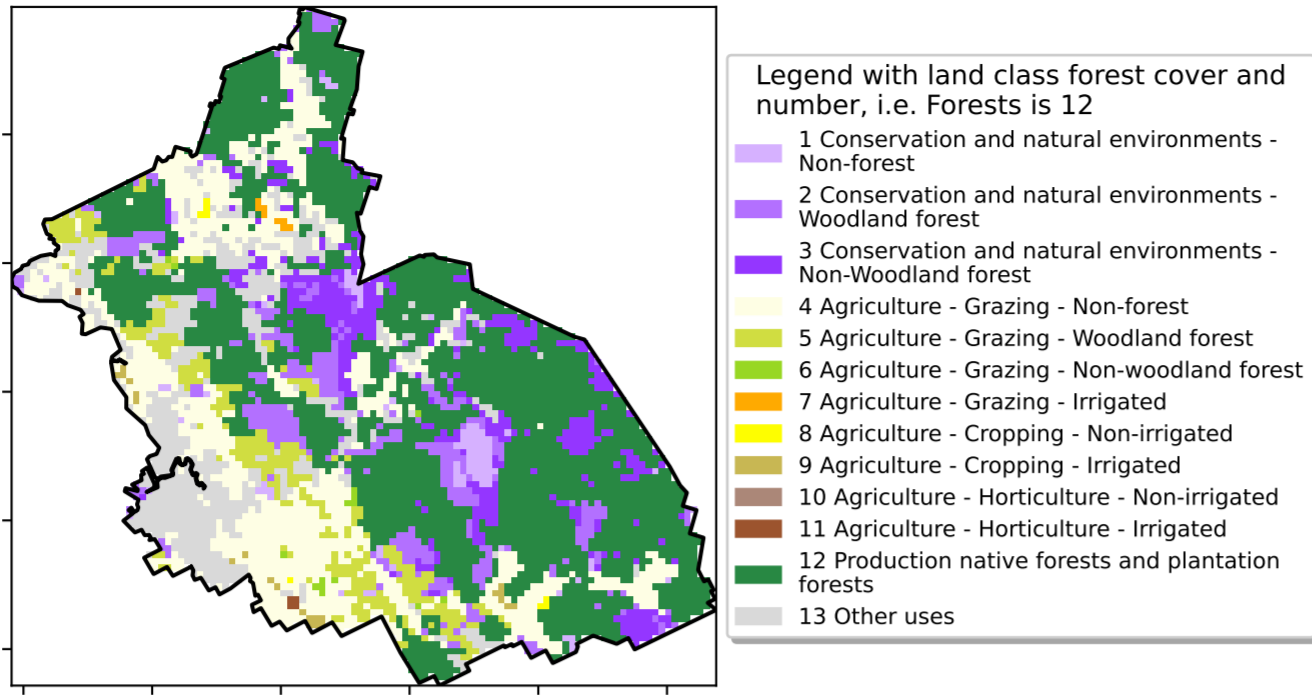 Legend with land class forest cover and
number, i.e. Forests is 12
1 Conservation and natural environments -
Non-forest
2 Conservation and natural environments -
Woodland forest
3 Conservation and natural environments -
Non-Woodland forest
4 Agriculture - Grazing - Non-forest
5 Agriculture - Grazing - Woodland forest
6 Agriculture - Grazing - Non-woodland forest
7 Agriculture - Grazing - Irrigated
8 Agriculture - Cropping - Non-irrigated
9 Agriculture - Cropping - Irrigated
10 Agriculture - Horticulture - Non-irrigated
11 Agriculture - Horticulture - Irrigated
12 Production native forests and plantation
forests
13 Other uses